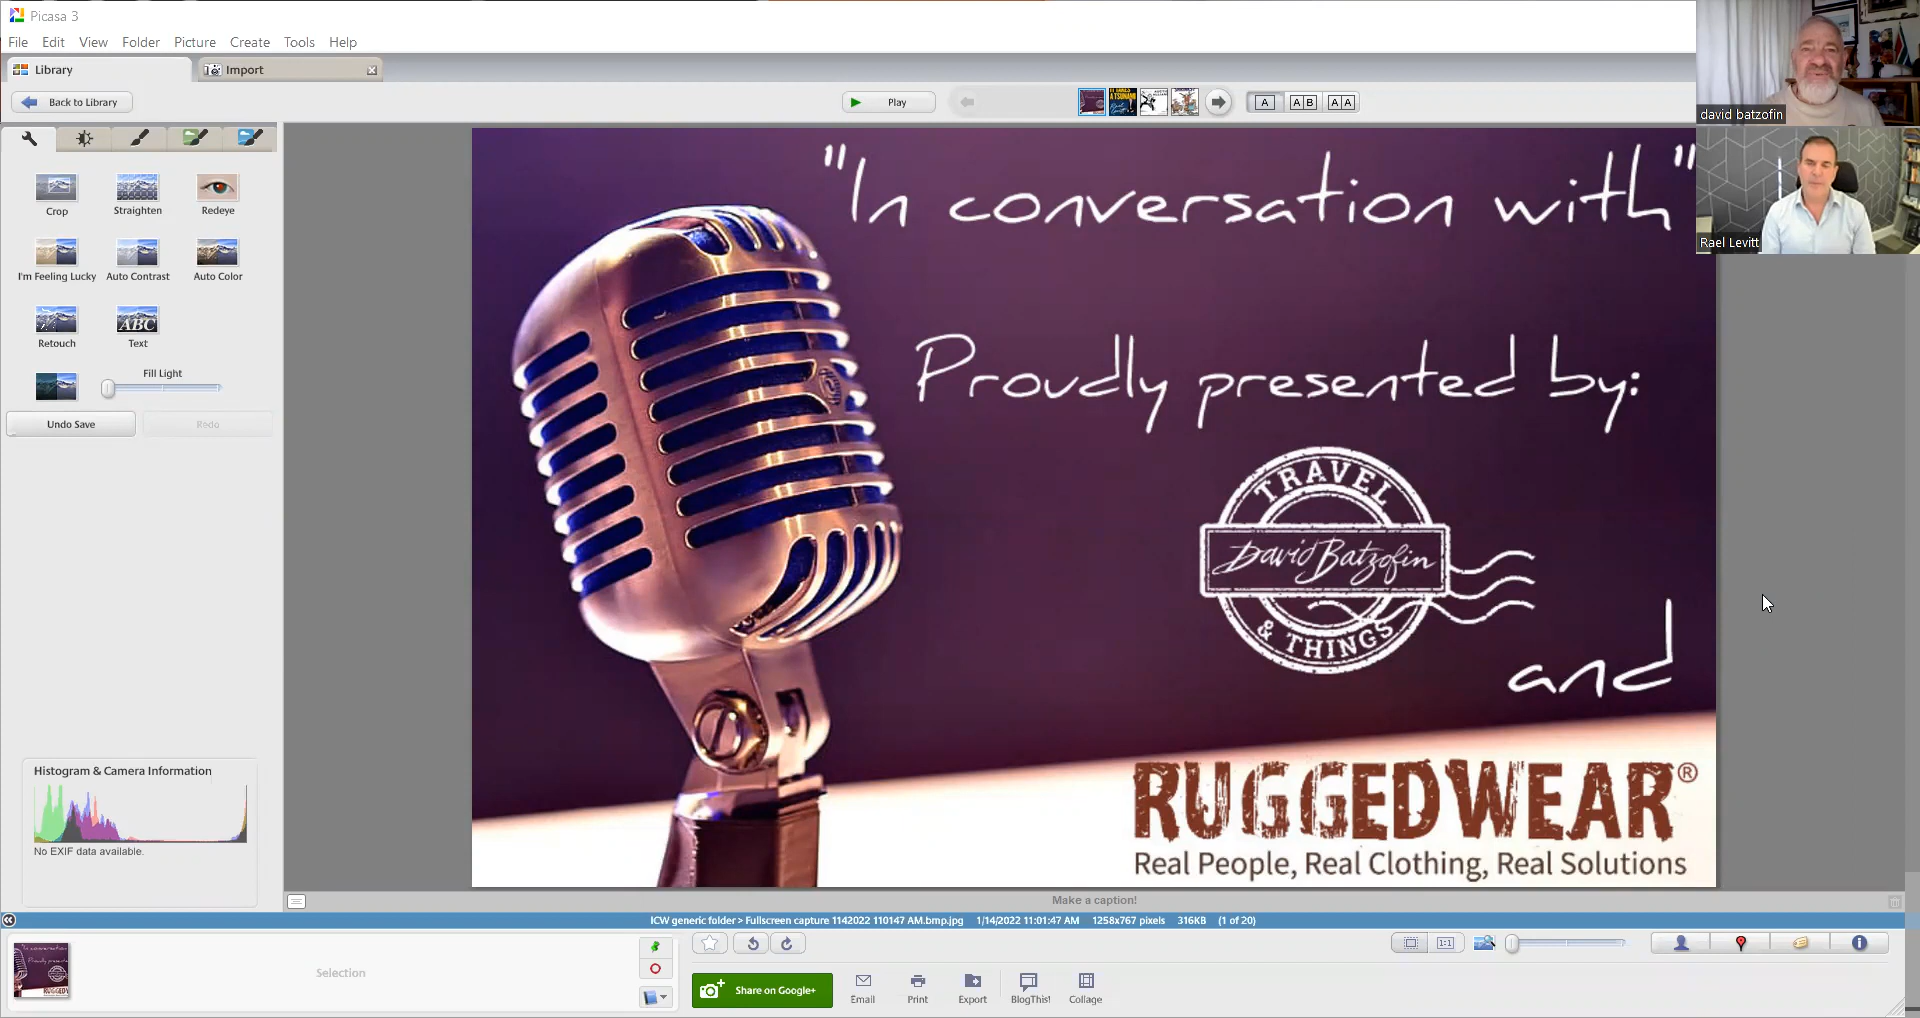 Picasa 3
File Edit View Folder Picture Create Tools Help
Library Import
Back to Library Play A AB AA
david batzofin
Rael Levitt
Crop Straighten Redeye
I'm Feeling Lucky Auto Contrast Auto Color
ABC
Retouch Text
Fill Light
Undo Save Redo
"In conversation with"
Proudly presented by:
TRAVEL
David Batzofin
& THINGS
and
RUGGEDWEAR®
Real People, Real Clothing, Real Solutions
Histogram & Camera Information
No EXIF data available.
Make a caption!
ICW generic folder > Fullscreen capture 1142022 110147 AM.bmp.jpg 1/14/2022 11:01:47 AM 1258x767 pixels 316KB (1 of 20)
Selection
1:1
Share on Google+ Email Print Export BlogThis! Collage